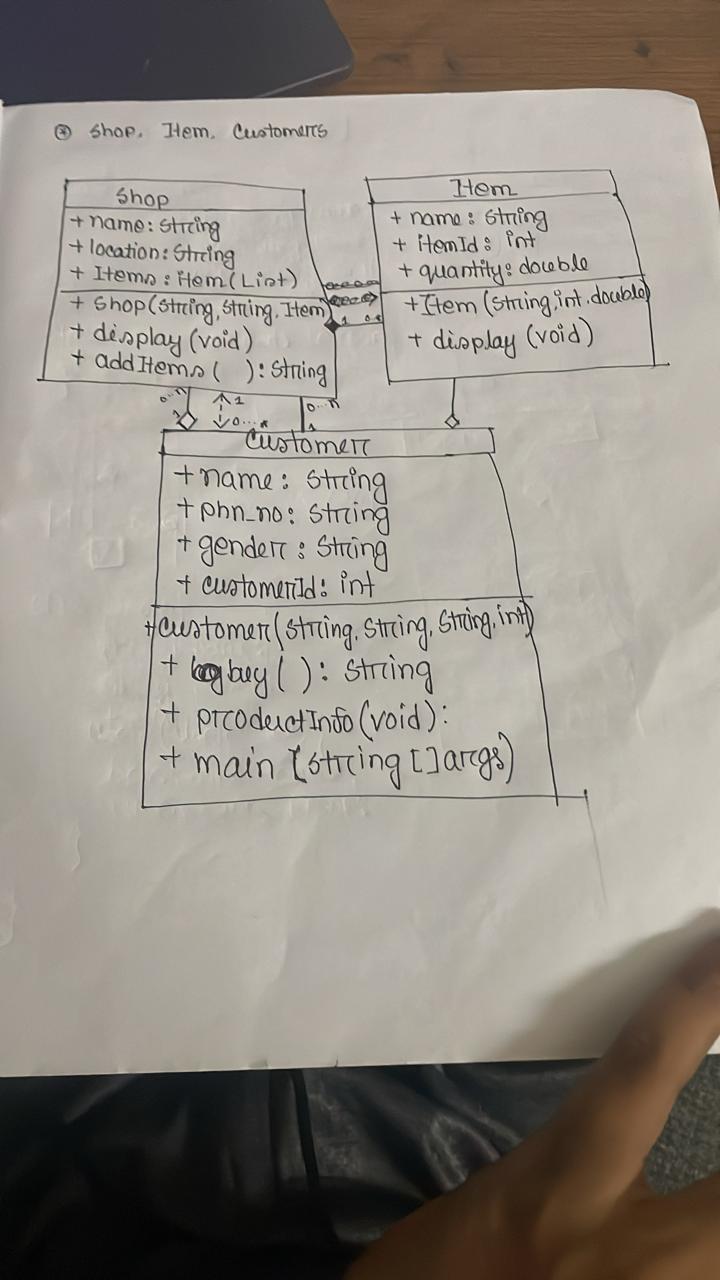 * Shop, Item, Customers
Shop
+ name: String
+ location: String
+ Items: item (List)
+ Shop(String, String, Item)
+ display (void)
+ addItems ( ): String
Item
+ name: String
+ itemId: int
+ quantity: double
+ Item (String, int, double)
+ display (void)
1
0..n
1
0...*
0..n
1
Customer
+ name: String
+ phn_no: String
+ gender: String
+ customerId: int
+ customer(String, String, String, int)
+ buy ( ): String
+ productInfo (void):
+ main [String [] args)